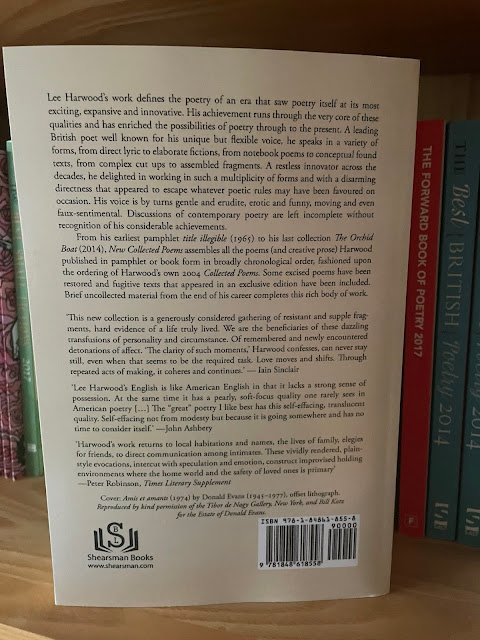 Lee Harwood's work defines the poetry of an era that saw poetry itself at its most
exciting, expansive and innovative. His achievement runs through the very core of these
qualities and has enriched the possibilities of poetry through to the present. A leading
British poet well known for his unique but flexible voice, he speaks in a variety of
forms, from direct lyric to elaborate fictions, from notebook poems to conceptual found
texts, from complex cut ups to assembled fragments. A restless innovator across the
decades, he delighted in working in such a multiplicity of forms and with a disarming
directness that appeared to escape whatever poetic rules may have been favoured on
occasion. His voice is by turns gentle and erudite, erotic and funny, moving and even
faux-sentimental. Discussions of contemporary poetry are left incomplete without
recognition of his considerable achievements.
From his earliest pamphlet title illegible (1965) to his last collection The Orchid
Boat (2014), New Collected Poems assembles all the poems (and creative prose) Harwood
published in pamphlet or book form in broadly chronological order, fashioned upon
the ordering of Harwood's own 2004 Collected Poems. Some excised poems have been
restored and fugitive texts that appeared in an exclusive edition have been included.
Brief uncollected material from the end of his career completes this rich body of work.
'This new collection is a generously considered gathering of resistant and supple frag-
ments, hard evidence of a life truly lived. We are the beneficiaries of these dazzling
transfusions of personality and circumstance. Of remembered and newly encountered
detonations of affect. 'The clarity of such moments,' Harwood confesses, can never stay
still, even when that seems to be the required task. Love moves and shifts. Through
repeated acts of making, it coheres and continues.' — Iain Sinclair
'Lee Harwood's English is like American English in that it lacks a strong sense of
possession. At the same time it has a pearly, soft-focus quality one rarely sees in
American poetry [...] The "great" poetry I like best has this self-effacing, translucent
quality. Self-effacing not from modesty but because it is going somewhere and has no
time to consider itself.' —John Ashbery
'Harwood's work returns to local habitations and names, the lives of family, elegies
for friends, to direct communication among intimates. These vividly rendered, plain-
style evocations, intercut with speculation and emotion, construct improvised holding
environments where the home world and the safety of loved ones is primary'
—Peter Robinson, Times Literary Supplement
Cover: Amis et amants (1974) by Donald Evans (1945–1977), offset lithograph.
Reproduced by kind permission of the Tibor de Nagy Gallery, New York, and Bill Katz
for the Estate of Donald Evans.
S
B L
Shearsman Books
www.shearsman.com
ISBN 978-1-84861-855-8
90000
9 781848 618558
THE FORWARD BOOK OF POETRY 2017
THE Best BRITISH Poetry 2014
Poetry 2014